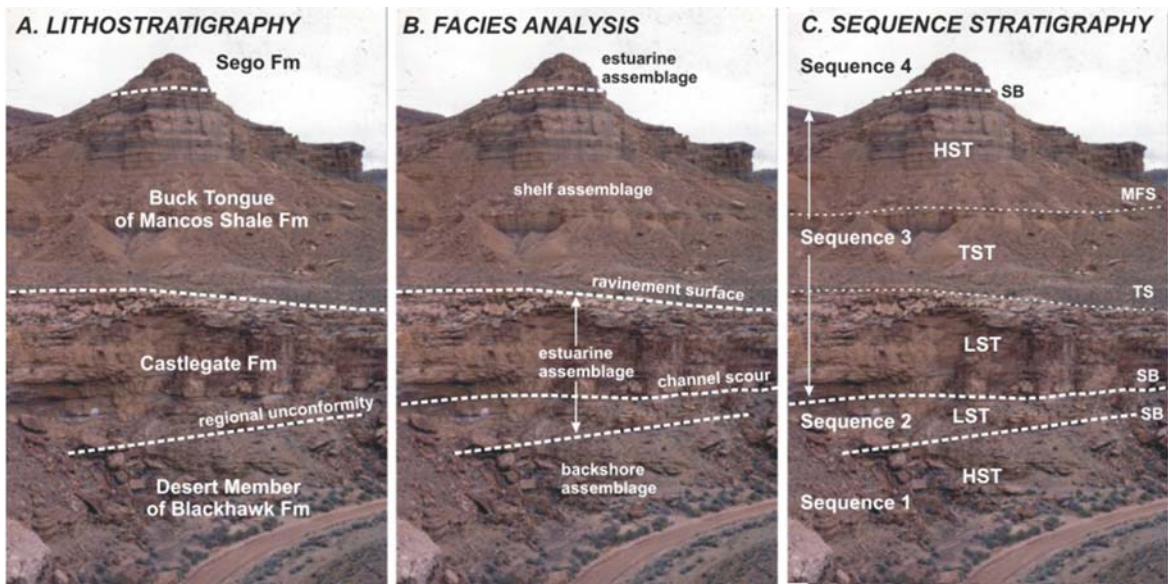 A. LITHOSTRATIGRAPHY
Sego Fm
Buck Tongue
of Mancos Shale Fm
Castlegate Fm
regional unconformity
Desert Member
of Blackhawk Fm
B. FACIES ANALYSIS
estuarine
assemblage
shelf assemblage
ravinement surface
estuarine
assemblage
channel scour
backshore
assemblage
C. SEQUENCE STRATIGRAPHY
Sequence 4
SB
HST
MFS
Sequence 3
TST
TS
LST
SB
Sequence 2
LST
SB
HST
Sequence 1